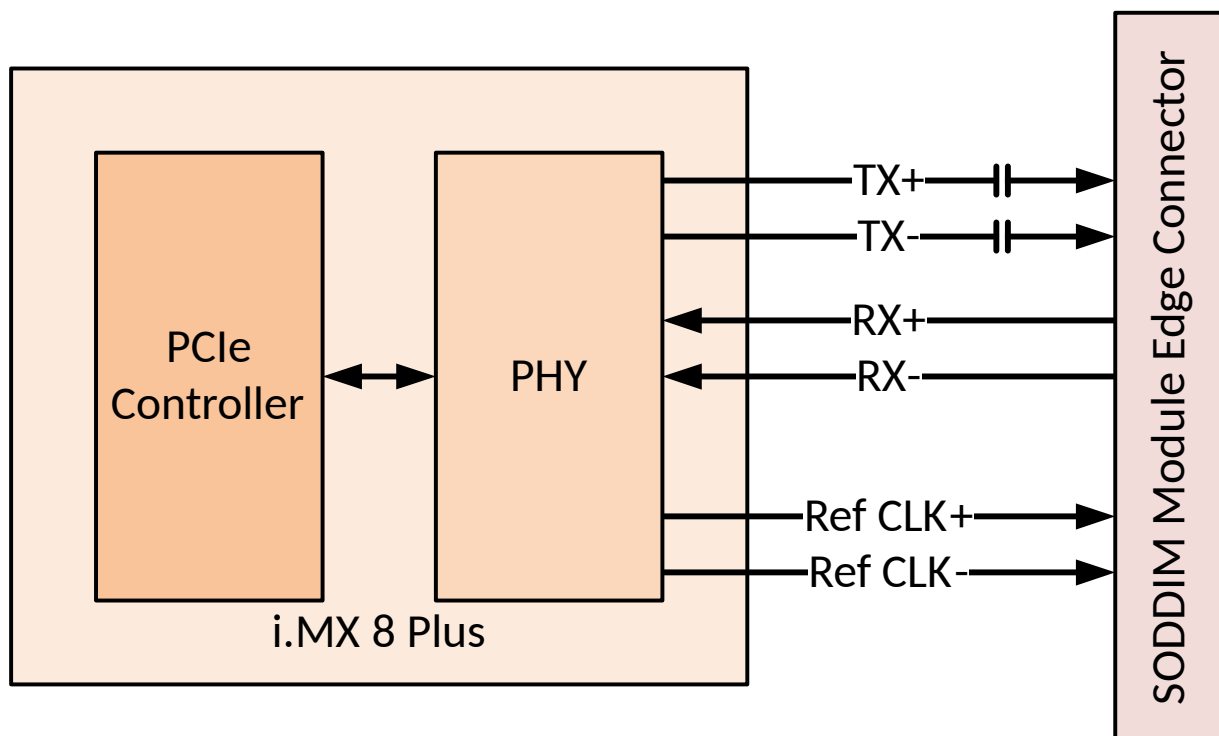 PCIe
Controller
PHY
i.MX 8 Plus
TX+
TX-
RX+
RX-
Ref CLK+
Ref CLK-
SODDIM Module Edge Connector